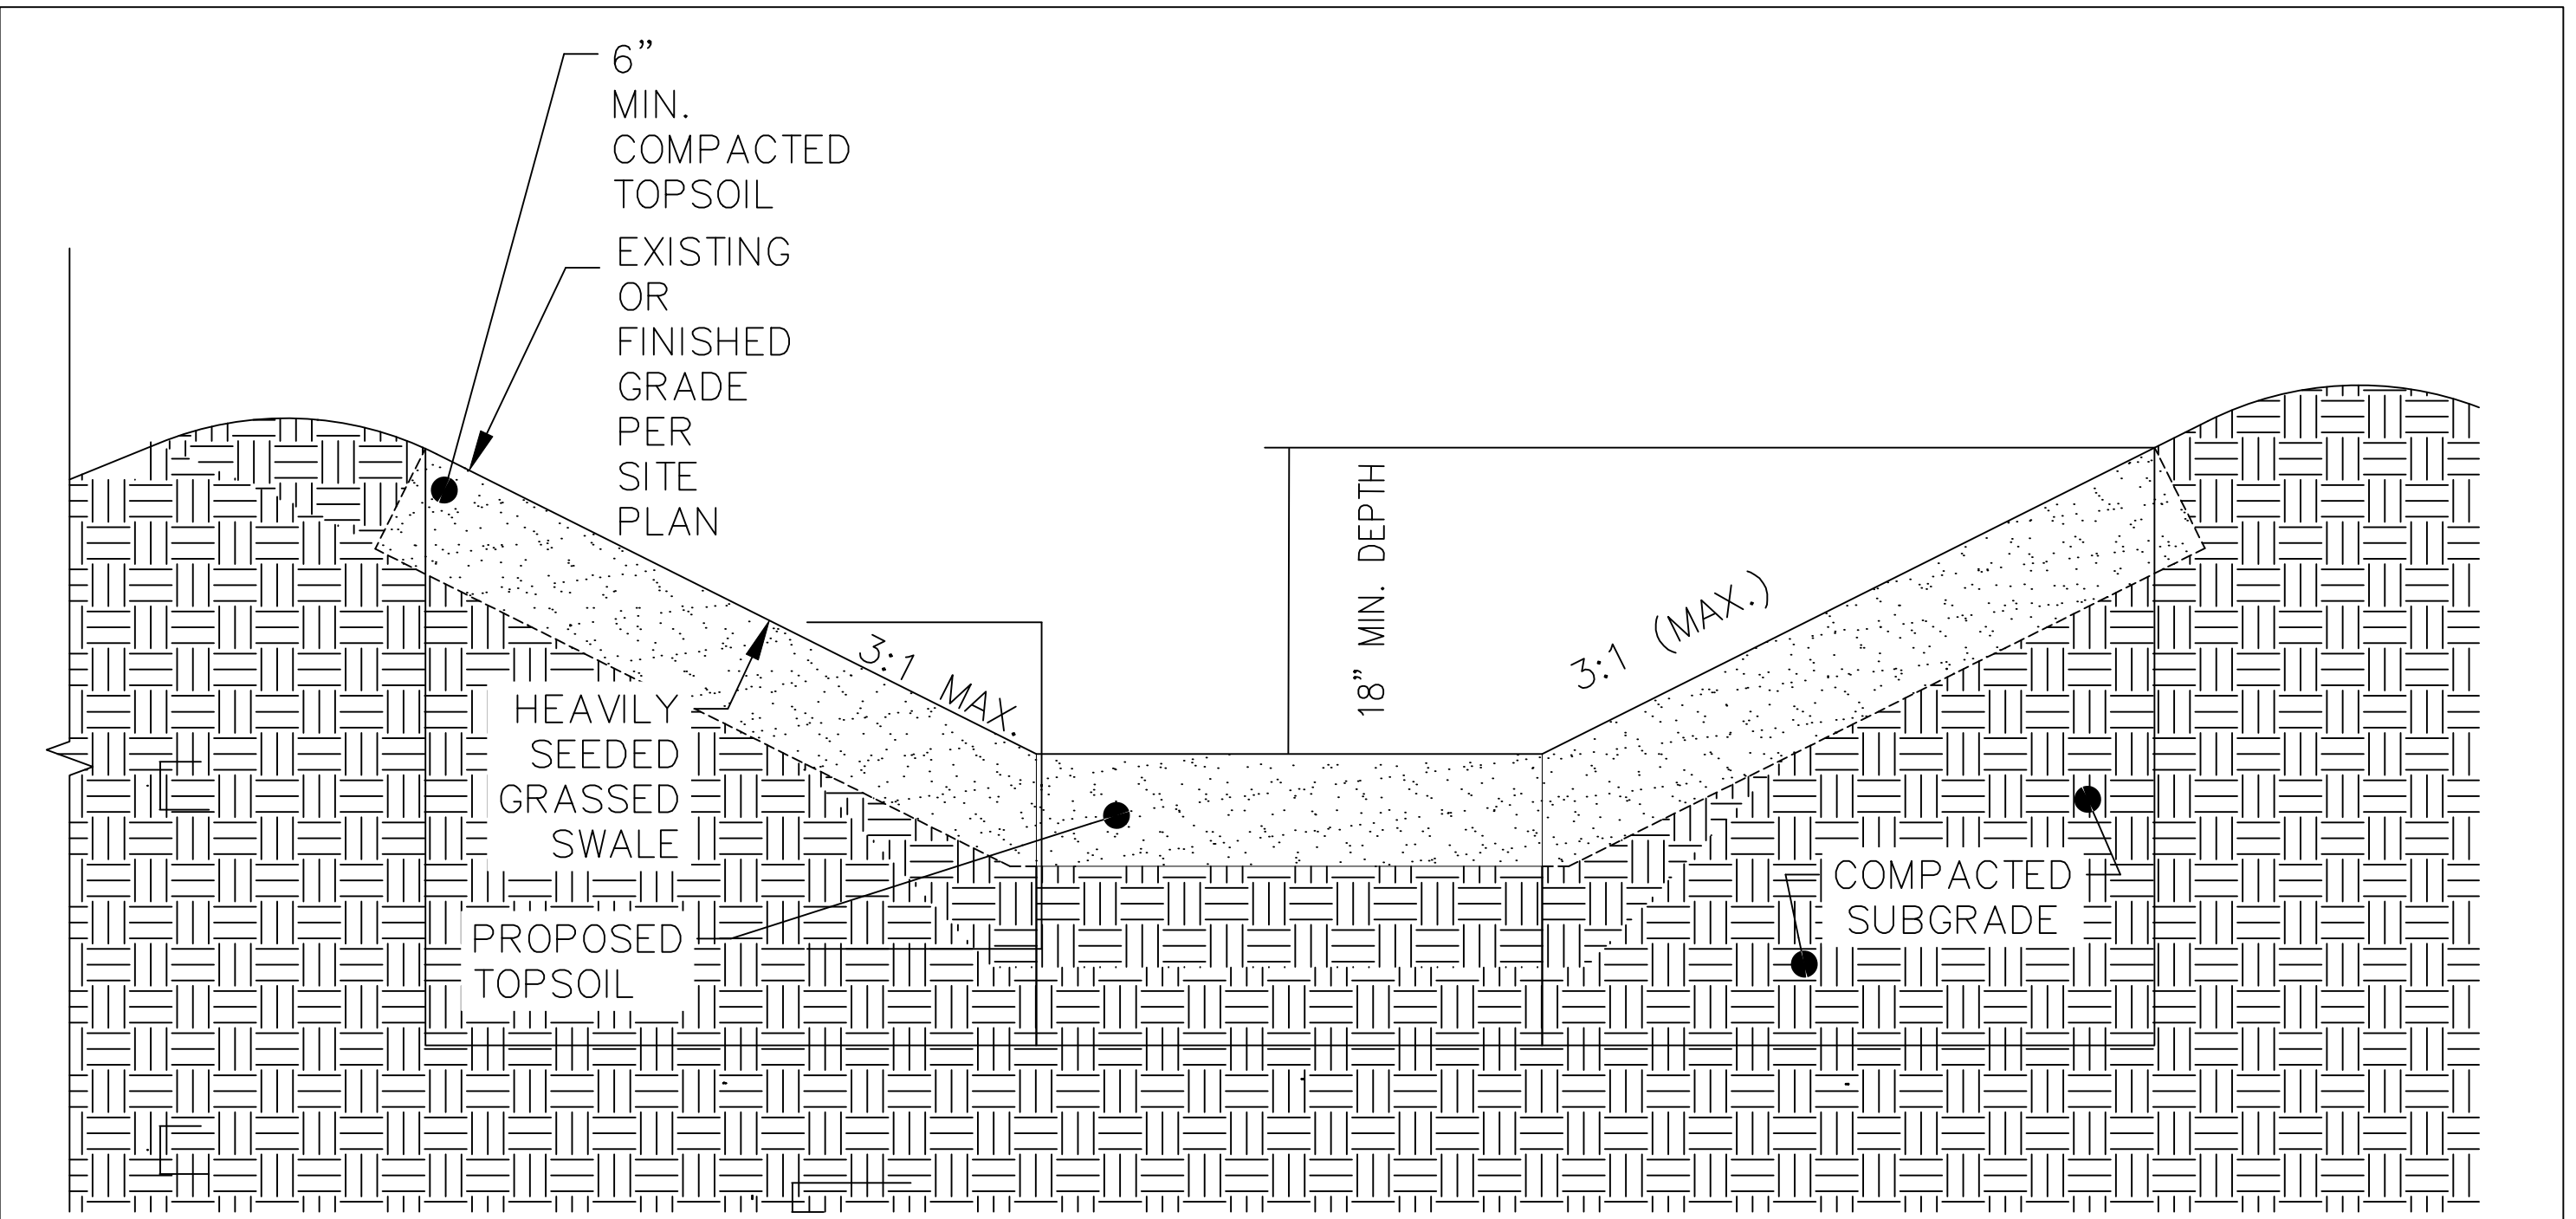 6”
MIN.
COMPACTED
TOPSOIL
EXISTING
OR
FINISHED
GRADE
PER
SITE
PLAN
18” MIN. DEPTH
3:1 MAX.
3:1 (MAX.)
HEAVILY
SEEDED
GRASSED
SWALE
PROPOSED
TOPSOIL
COMPACTED
SUBGRADE